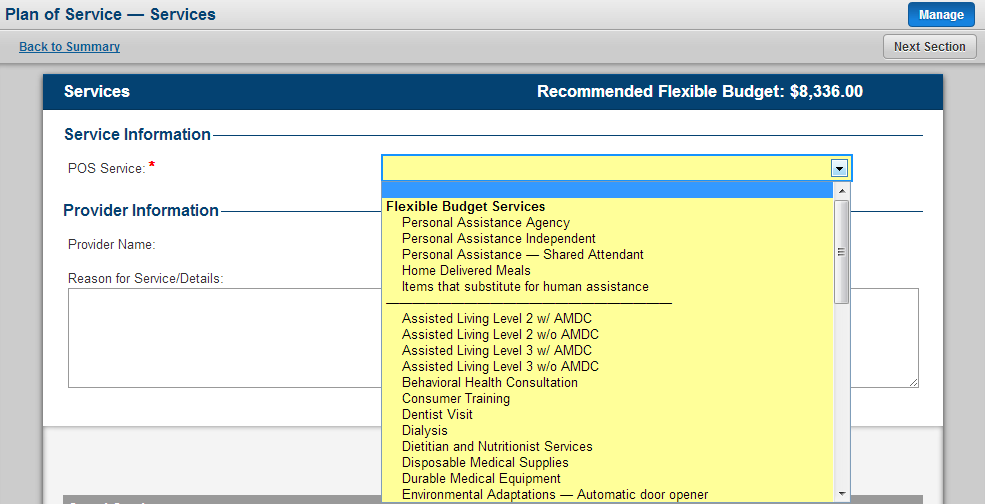 Plan of Service — Services
Manage
Back to Summary
Next Section
Services
Recommended Flexible Budget: $8,336.00
Service Information
POS Service: *
Flexible Budget Services
Personal Assistance Agency
Personal Assistance Independent
Personal Assistance — Shared Attendant
Home Delivered Meals
Items that substitute for human assistance
Assisted Living Level 2 w/ AMDC
Assisted Living Level 2 w/o AMDC
Assisted Living Level 3 w/ AMDC
Assisted Living Level 3 w/o AMDC
Behavioral Health Consultation
Consumer Training
Dentist Visit
Dialysis
Dietitian and Nutritionist Services
Disposable Medical Supplies
Durable Medical Equipment
Environmental Adaptations — Automatic door opener
Provider Information
Provider Name:
Reason for Service/Details: